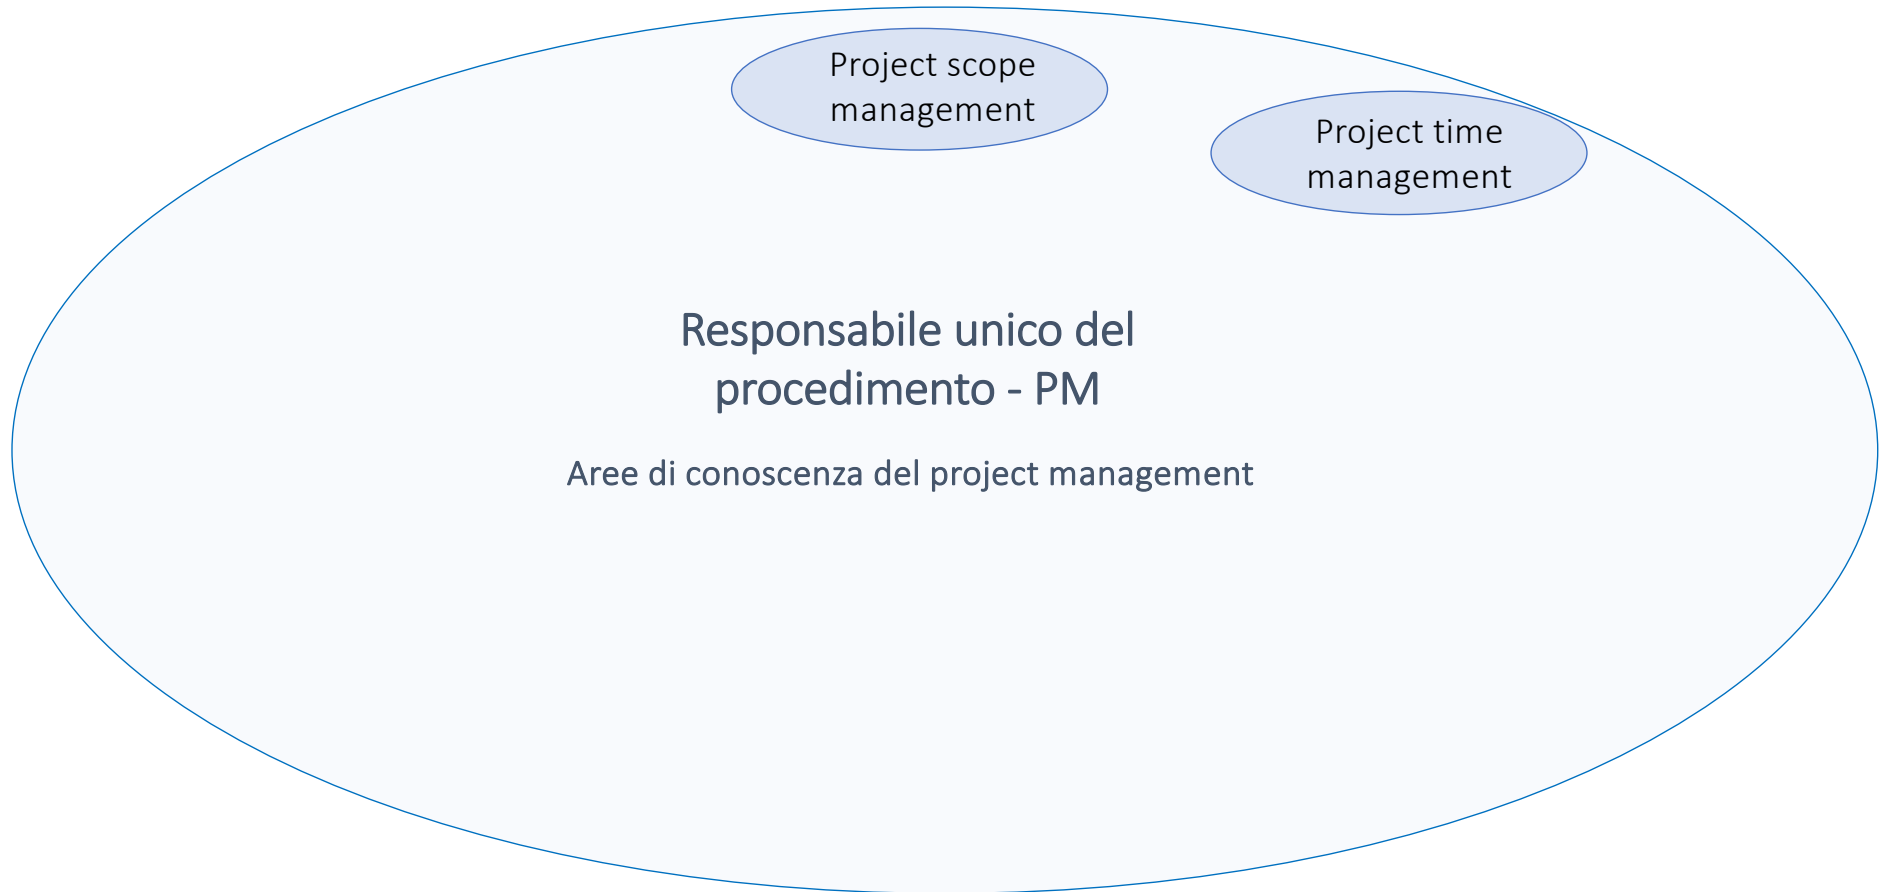 Project scope
management
Project time
management
Responsabile unico del
procedimento - PM
Aree di conoscenza del project management